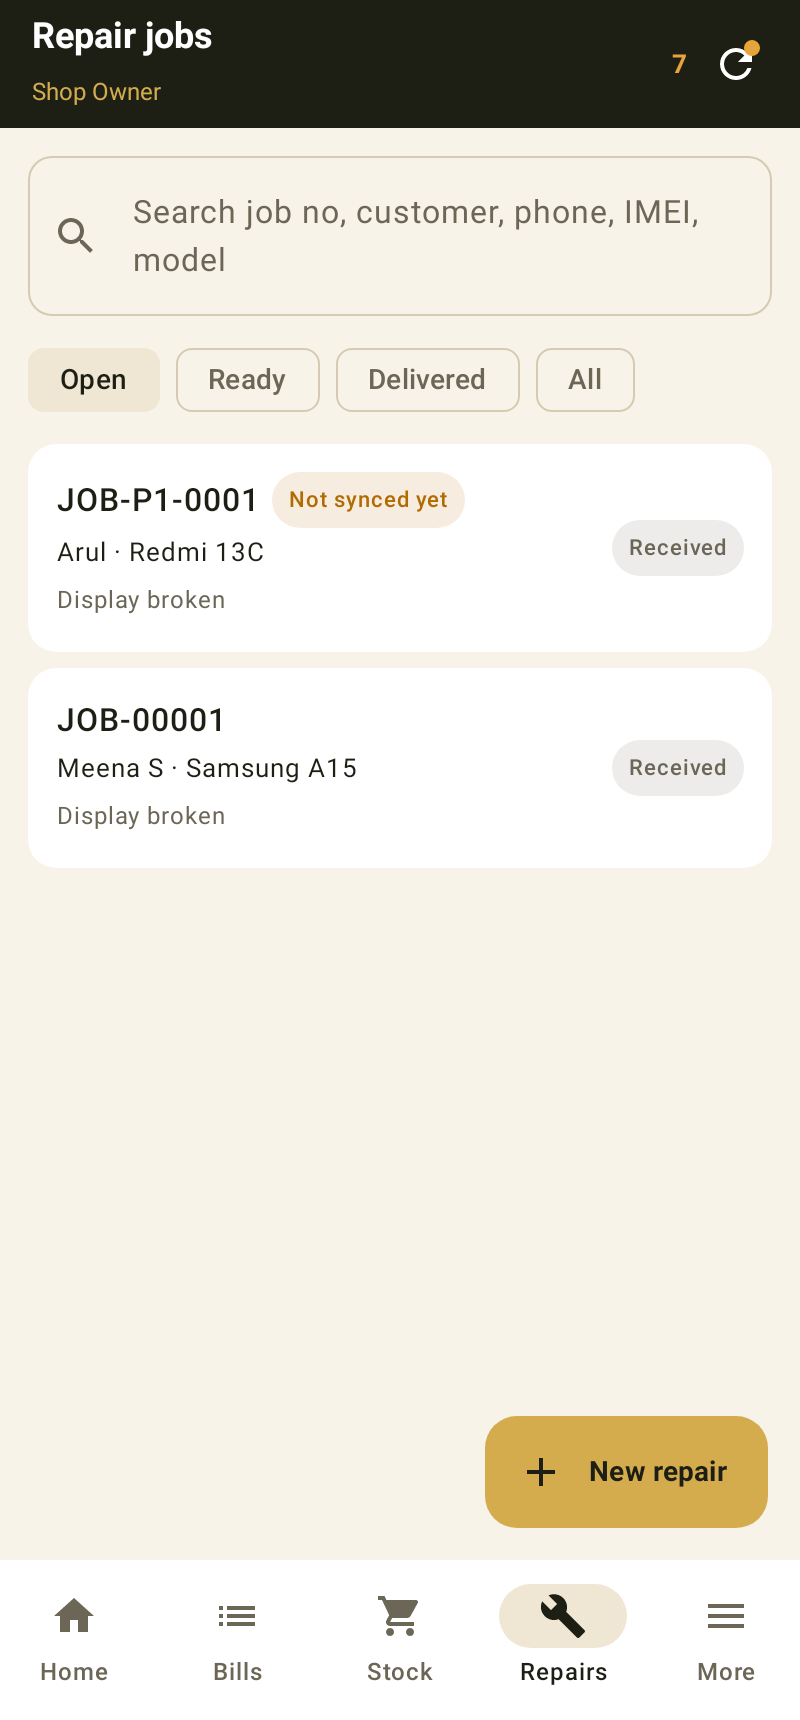 Repair jobs
Shop Owner
7
Search job no, customer, phone, IMEI,
model
Open
Ready
Delivered
All
JOB-P1-0001
Not synced yet
Arul · Redmi 13C
Received
Display broken
JOB-00001
Meena S · Samsung A15
Received
Display broken
New repair
Home
Bills
Stock
Repairs
More